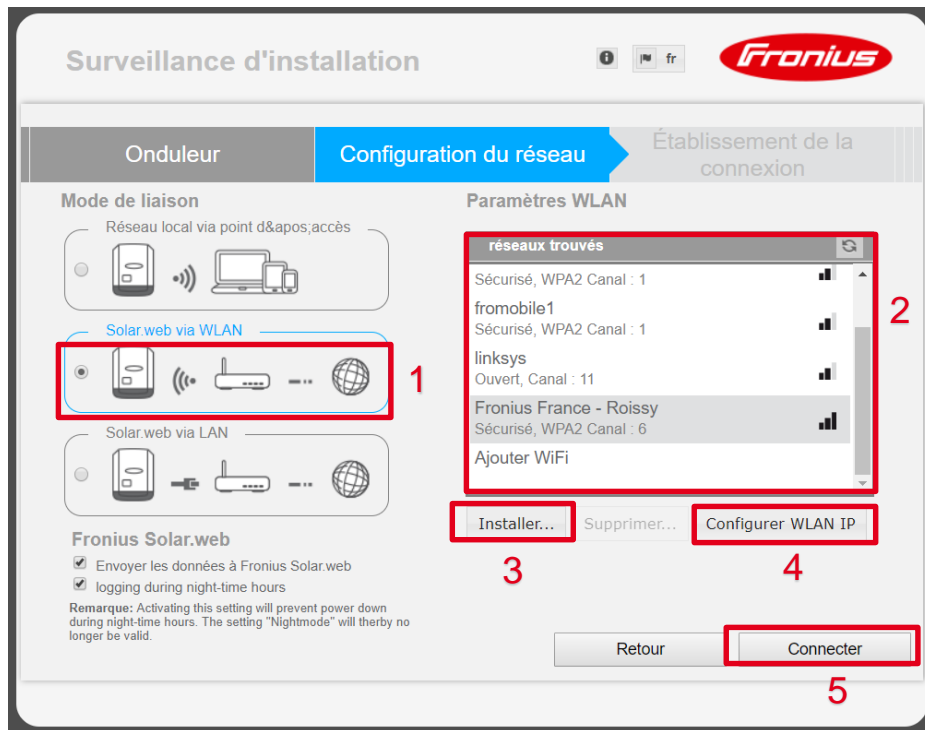 Surveillance d'installation
fr
Fronius
Onduleur
Configuration du réseau
Établissement de la
connexion
Mode de liaison
Réseau local via point d&apos;accès
Solar.web via WLAN
1
Solar.web via LAN
Fronius Solar.web
Envoyer les données à Fronius Solar.web
logging during night-time hours
Remarque: Activating this setting will prevent power down
during night-time hours. The setting "Nightmode" will therby no
longer be valid.
Paramètres WLAN
réseaux trouvés
Sécurisé, WPA2 Canal : 1
fromobile1
Sécurisé, WPA2 Canal : 1
linksys
Ouvert, Canal : 11
Fronius France - Roissy
Sécurisé, WPA2 Canal : 6
Ajouter WiFi
2
Installer... Supprimer... Configurer WLAN IP
3
4
Retour Connecter
5